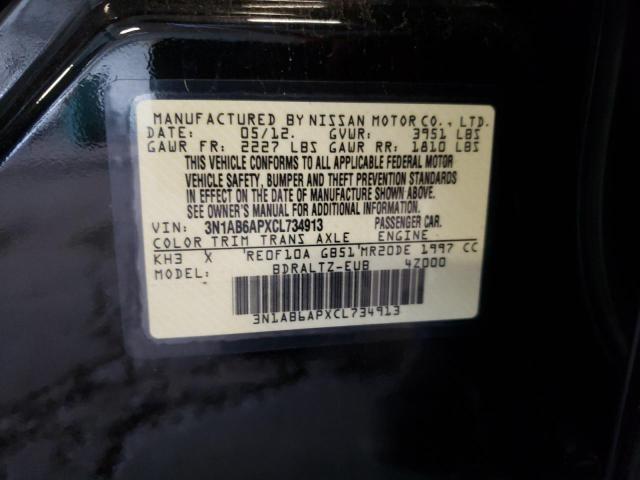 MANUFACTURED BY NISSAN MOTOR CO., LTD.
DATE: 05/12. GVWR: 3951 LBS
GAWR FR: 2227 LBS GAWR RR: 1810 LBS
THIS VEHICLE CONFORMS TO ALL APPLICABLE FEDERAL MOTOR
VEHICLE SAFETY, BUMPER AND THEFT PREVENTION STANDARDS
IN EFFECT ON THE DATE OF MANUFACTURE SHOWN ABOVE.
SEE OWNER'S MANUAL FOR ADDITIONAL INFORMATION.
VIN: 3N1AB6APXCL734913 PASSENGER CAR.
COLOR TRIM TRANS AXLE ENGINE
KH3 X RE0F10A GB51 MR20DE 1997 CC
MODEL: BDRALTZ-EUB 4Z000
3N1AB6APXCL734913